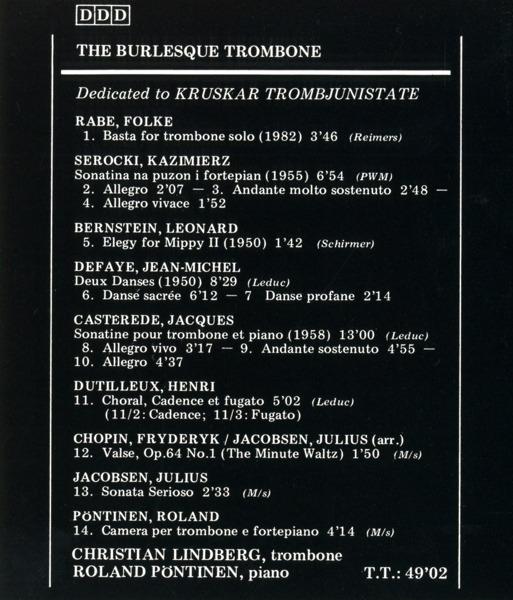 DDD
THE BURLESQUE TROMBONE
Dedicated to KRUSKAR TROMBJUNISTATE
RABE, FOLKE
1. Basta for trombone solo (1982) 3'46 (Reimers)
SEROCKI, KAZIMIERZ
Sonatina na puzon i fortepian (1955) 6'54 (PWM)
2. Allegro 2'07 — 3. Andante molto sostenuto 2'48 —
4. Allegro vivace 1'52
BERNSTEIN, LEONARD
5. Elegy for Mippy II (1950) 1'42 (Schirmer)
DEFAYE, JEAN-MICHEL
Deux Danses (1950) 8'29 (Leduc)
6. Danse sacrée 6'12 — 7 Danse profane 2'14
CASTEREDE, JACQUES
Sonatine pour trombone et piano (1958) 13'00 (Leduc)
8. Allegro vivo 3'17 — 9. Andante sostenuto 4'55 —
10. Allegro 4'37
DUTILLEUX, HENRI
11. Choral, Cadence et fugato 5'02 (Leduc)
(11/2: Cadence; 11/3: Fugato)
CHOPIN, FRYDERYK / JACOBSEN, JULIUS (arr.)
12. Valse, Op.64 No.1 (The Minute Waltz) 1'50 (M/s)
JACOBSEN, JULIUS
13. Sonata Serioso 2'33 (M/s)
PÖNTINEN, ROLAND
14. Camera per trombone e fortepiano 4'14 (M/s)
CHRISTIAN LINDBERG, trombone
ROLAND PÖNTINEN, piano T.T.: 49'02